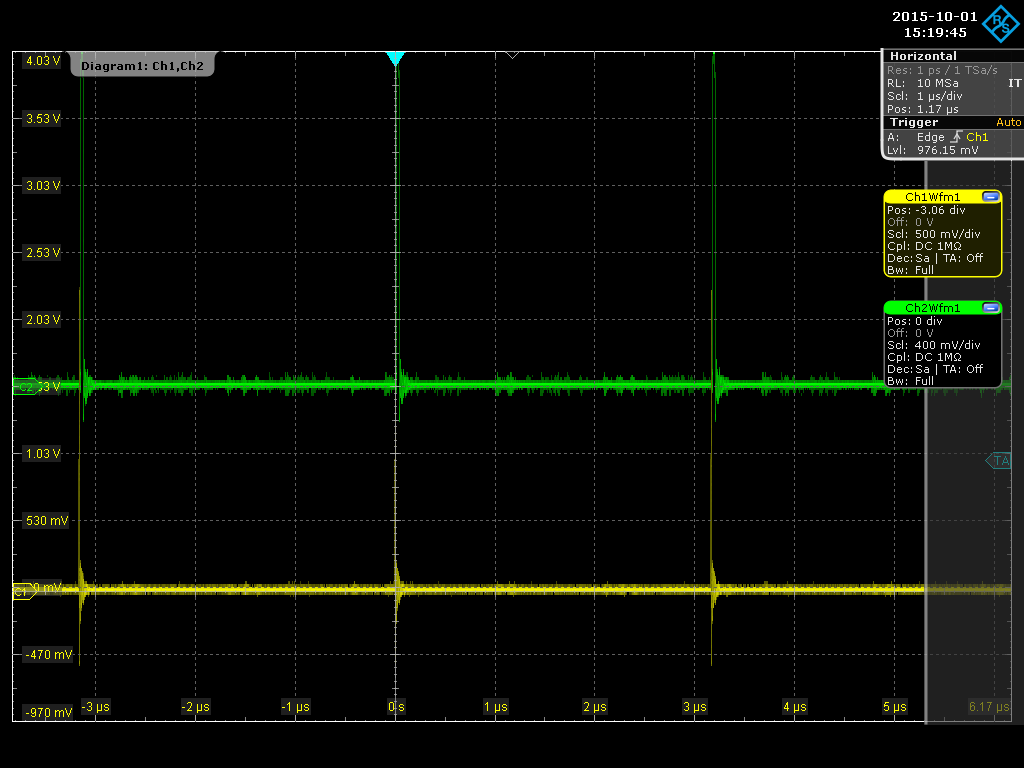 2015-10-01
15:19:45
R S
Diagram1: Ch1,Ch2
4.03 V
3.53 V
3.03 V
2.53 V
2.03 V
C2
1.03 V
530 mV
C1
0 mV
-470 mV
-970 mV
-3 µs
-2 µs
-1 µs
0 s
1 µs
2 µs
3 µs
4 µs
5 µs
6.17 µs
TA
Horizontal
Res: 1 ps / 1 TSa/s
RL: 10 MSa IT
Scl: 1 µs/div
Pos: 1.17 µs
Trigger Auto
A: Edge Ch1
Lvl: 976.15 mV
Ch1Wfm1
Pos: -3.06 div
Off: 0 V
Scl: 500 mV/div
Cpl: DC 1MΩ
Dec: Sa | TA: Off
Bw: Full
Ch2Wfm1
Pos: 0 div
Off: 0 V
Scl: 400 mV/div
Cpl: DC 1MΩ
Dec: Sa | TA: Off
Bw: Full